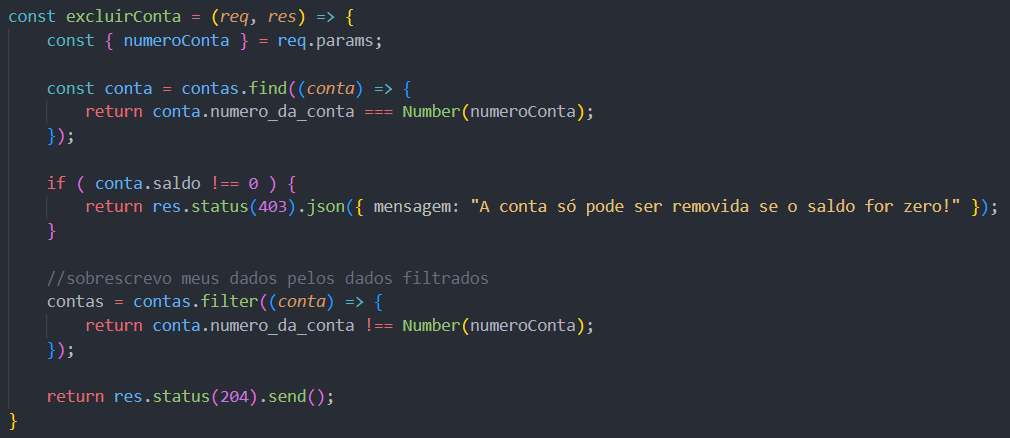 const excluirConta = (req, res) => {
    const { numeroConta } = req.params;

    const conta = contas.find((conta) => {
        return conta.numero_da_conta === Number(numeroConta);
    });

    if ( conta.saldo !== 0 ) {
        return res.status(403).json({ mensagem: "A conta só pode ser removida se o saldo for zero!" });
    }

    //sobrescrevo meus dados pelos dados filtrados
    contas = contas.filter((conta) => {
        return conta.numero_da_conta !== Number(numeroConta);
    });

    return res.status(204).send();
}